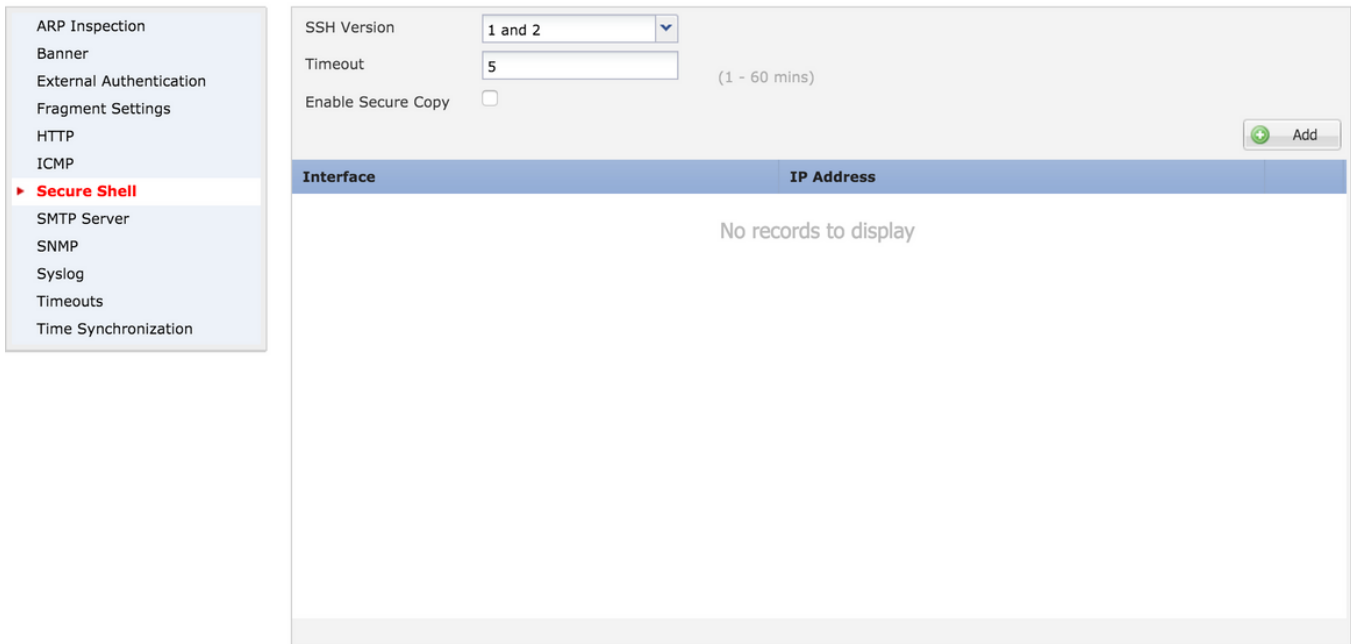 ARP Inspection
Banner
External Authentication
Fragment Settings
HTTP
ICMP
Secure Shell
SMTP Server
SNMP
Syslog
Timeouts
Time Synchronization
SSH Version 1 and 2
Timeout 5 (1 - 60 mins)
Enable Secure Copy
Add
Interface IP Address
No records to display